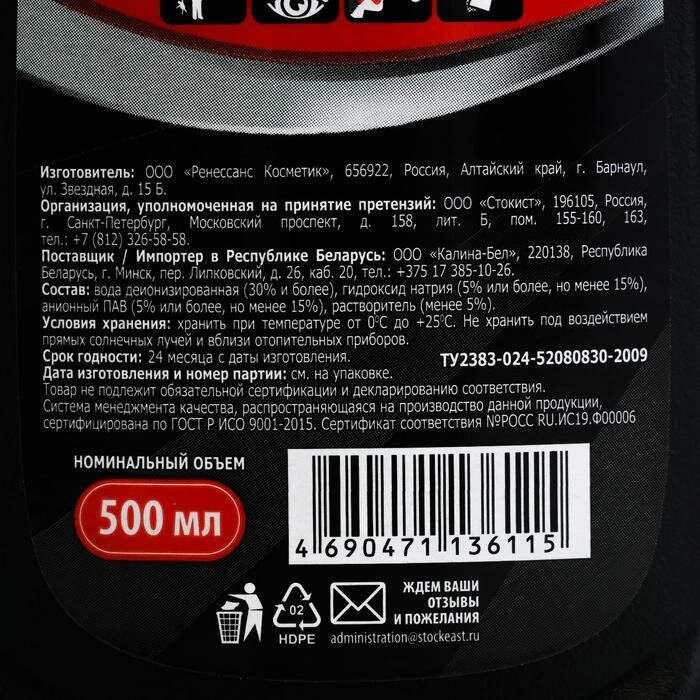 Изготовитель: ООО «Ренессанс Косметик», 656922, Россия, Алтайский край, г. Барнаул,
ул. Звездная, д. 15 Б.
Организация, уполномоченная на принятие претензий: ООО «Стокист», 196105, Россия,
г. Санкт-Петербург, Московский проспект, д. 158, лит. Б, пом. 155-160, 163,
тел.: +7 (812) 326-58-58.
Поставщик / Импортер в Республике Беларусь: ООО «Калина-Бел», 220138, Республика
Беларусь, г. Минск, пер. Липковский, д. 26, каб. 20, тел.: +375 17 385-10-26.
Состав: вода деионизированная (30% и более), гидроксид натрия (5% или более, но менее 15%),
анионный ПАВ (5% или более, но менее 15%), растворитель (менее 5%).
Условия хранения: хранить при температуре от 0°С до +25°С. Не хранить под воздействием
прямых солнечных лучей и вблизи отопительных приборов.
Срок годности: 24 месяца с даты изготовления. ТУ2383-024-52080830-2009
Дата изготовления и номер партии: см. на упаковке.
Товар не подлежит обязательной сертификации и декларированию соответствия.
Система менеджмента качества, распространяющаяся на производство данной продукции,
сертифицирована по ГОСТ Р ИСО 9001-2015. Сертификат соответствия №РОСС RU.ИС19.Ф00006
НОМИНАЛЬНЫЙ ОБЪЕМ
500 мл
4 690471 136115
02
HDPE
ЖДЕМ ВАШИ
ОТЗЫВЫ
И ПОЖЕЛАНИЯ
administration@stockeast.ru